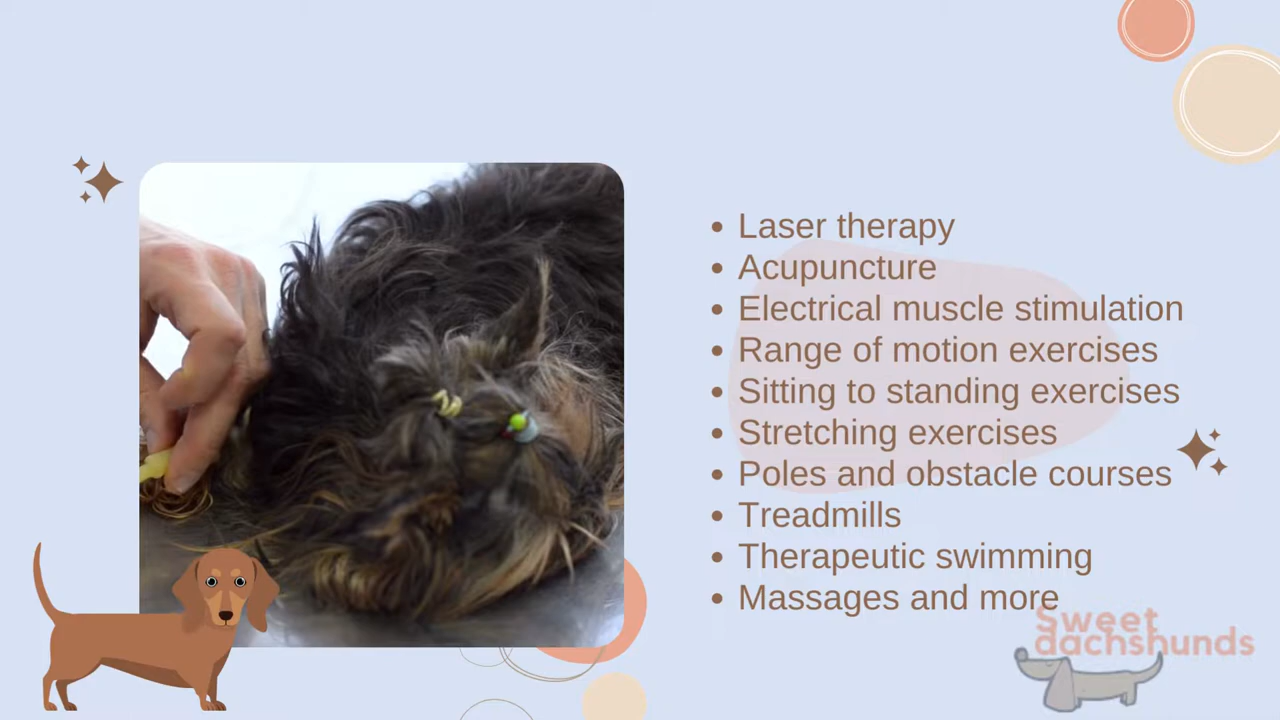 Laser therapy
Acupuncture
Electrical muscle stimulation
Range of motion exercises
Sitting to standing exercises
Stretching exercises
Poles and obstacle courses
Treadmills
Therapeutic swimming
Massages and more
Sweet
dachshunds